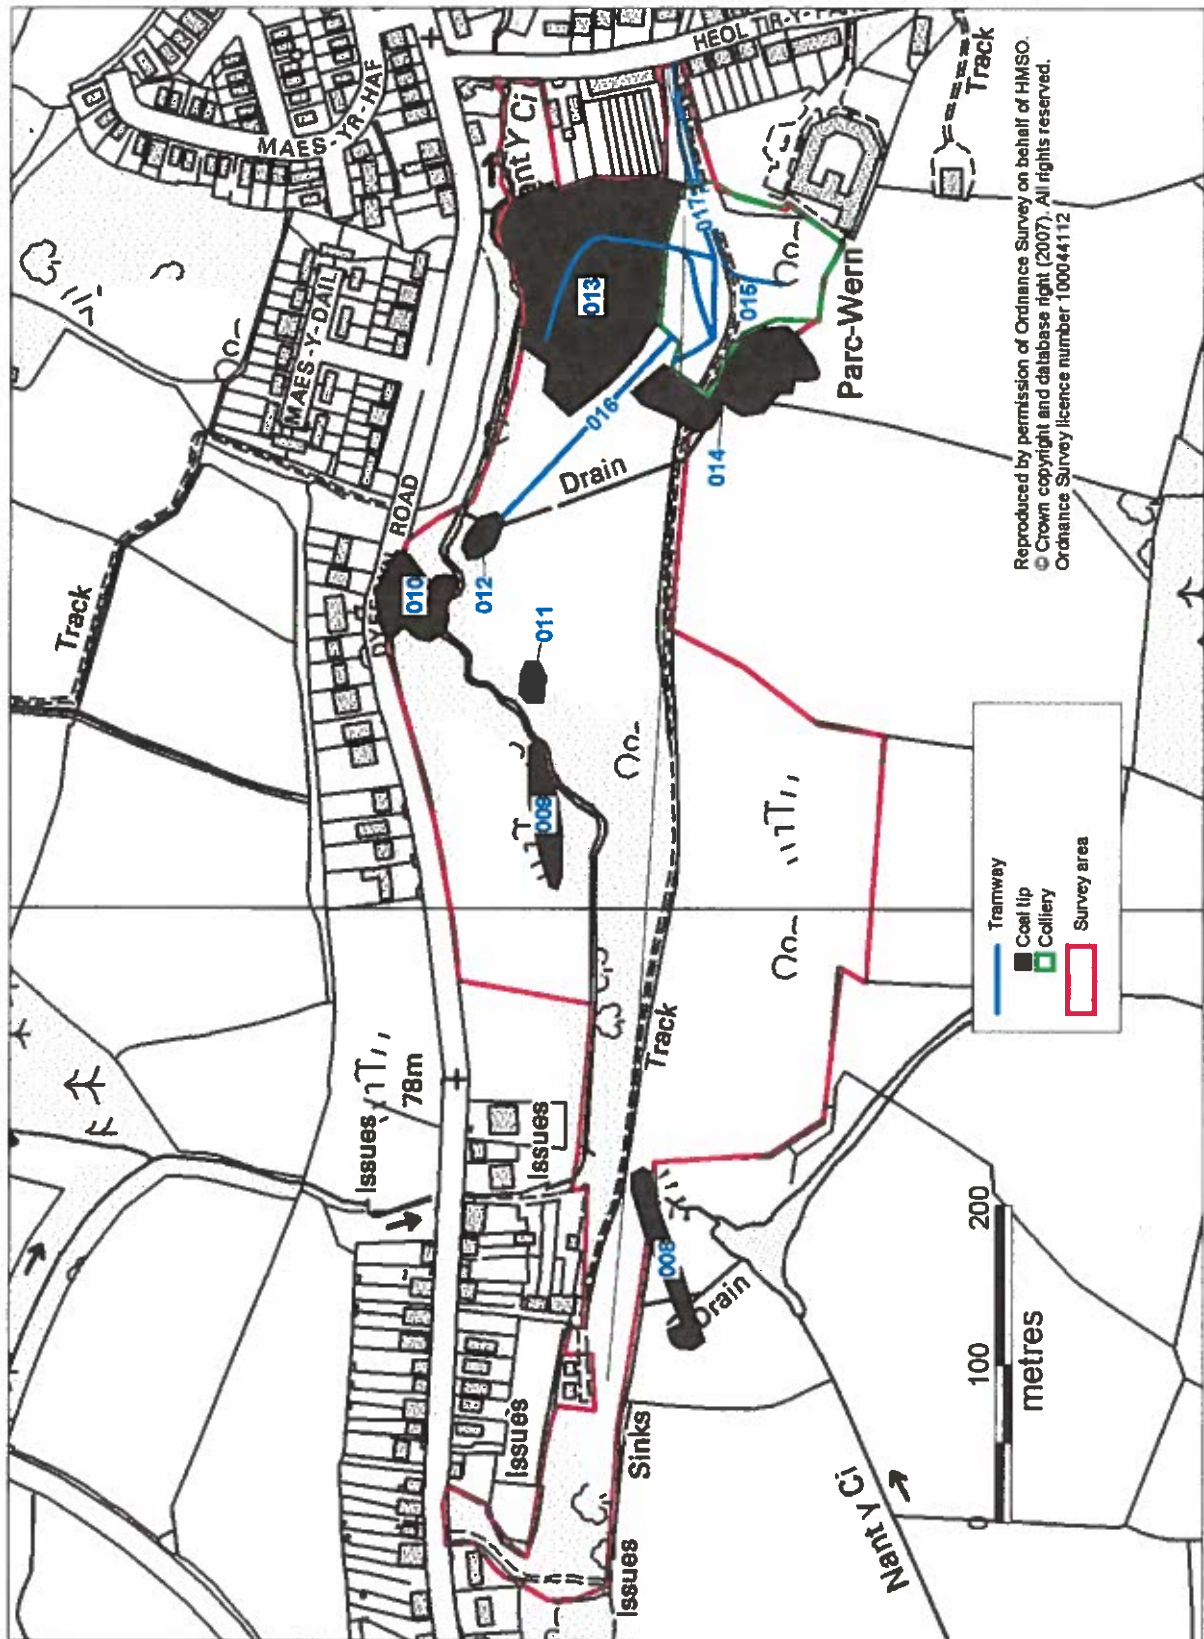 HEOL TIR-Y-
MAES-YR-HAF
Track
ant Y Ci
MAES-Y-DAIL
013
017
015
Parc-Wern
016
014
Drain
ROAD
010
012
011
Track
009
Track
Issues
78m
Issues
008
Drain
Issues
Sinks
Issues
Nant y Ci
Tramway
Coal tip
Colliery
Survey area
0 100 200
metres
Reproduced by permission of Ordnance Survey on behalf of HMSO.
© Crown copyright and database right (2007). All rights reserved.
Ordnance Survey licence number 100044112